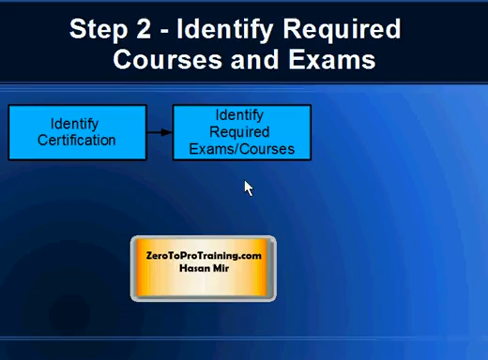 Step 2 - Identify Required
Courses and Exams
Identify
Certification
Identify
Required
Exams/Courses
ZeroToProTraining.com
Hasan Mir